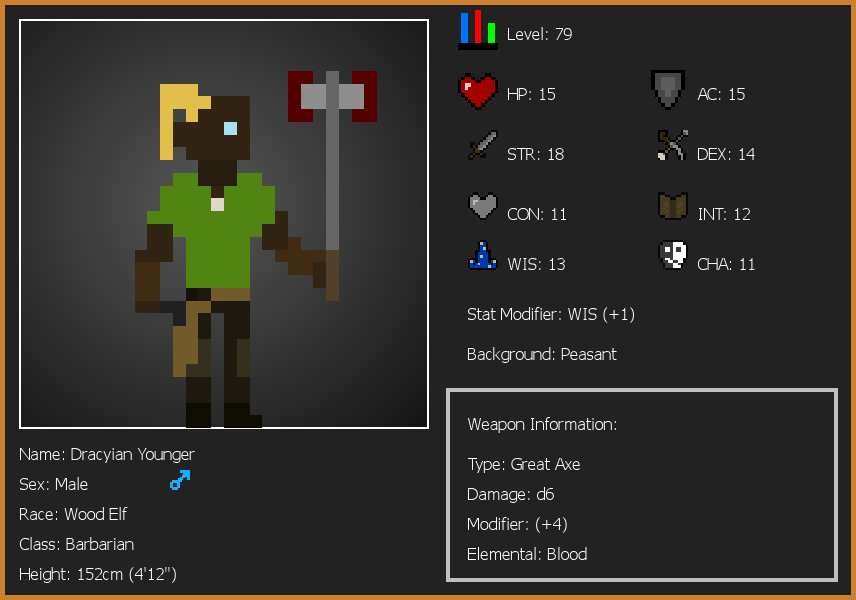 Level: 79
HP: 15
AC: 15
STR: 18
DEX: 14
CON: 11
INT: 12
WIS: 13
CHA: 11
Stat Modifier: WIS (+1)
Background: Peasant
Weapon Information:
Type: Great Axe
Damage: d6
Modifier: (+4)
Elemental: Blood
Name: Dracyian Younger
Sex: Male
Race: Wood Elf
Class: Barbarian
Height: 152cm (4'12")